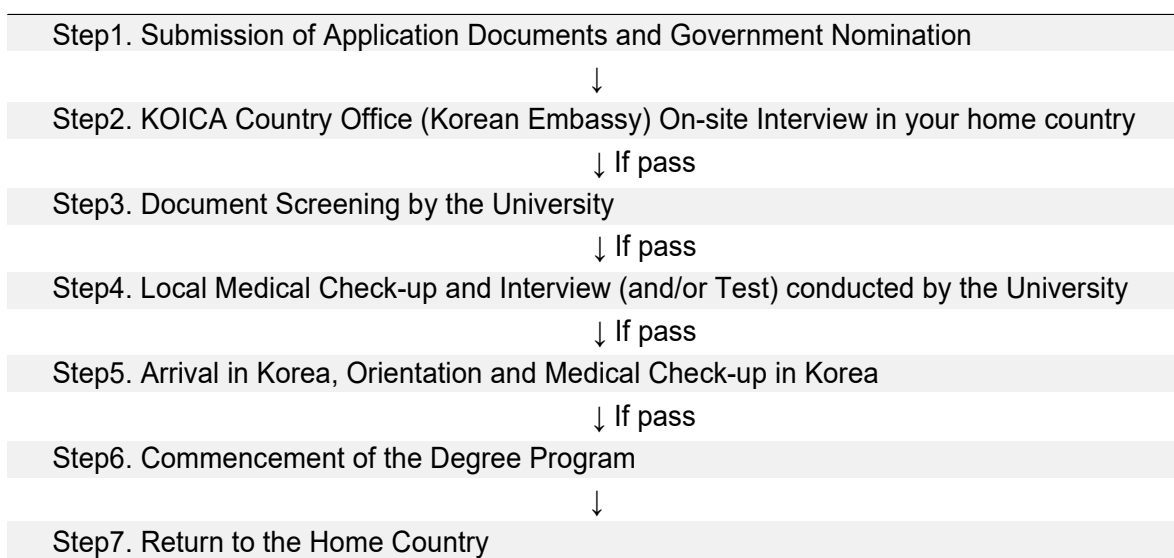 Step1. Submission of Application Documents and Government Nomination
↓
Step2. KOICA Country Office (Korean Embassy) On-site Interview in your home country
↓ If pass
Step3. Document Screening by the University
↓ If pass
Step4. Local Medical Check-up and Interview (and/or Test) conducted by the University
↓ If pass
Step5. Arrival in Korea, Orientation and Medical Check-up in Korea
↓ If pass
Step6. Commencement of the Degree Program
↓
Step7. Return to the Home Country